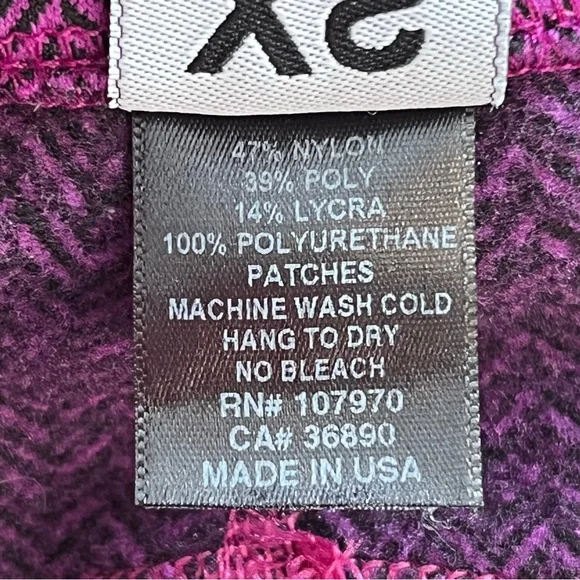 2X
47% NYLON
39% POLY
14% LYCRA
100% POLYURETHANE
PATCHES
MACHINE WASH COLD
HANG TO DRY
NO BLEACH
RN# 107970
CA# 36890
MADE IN USA